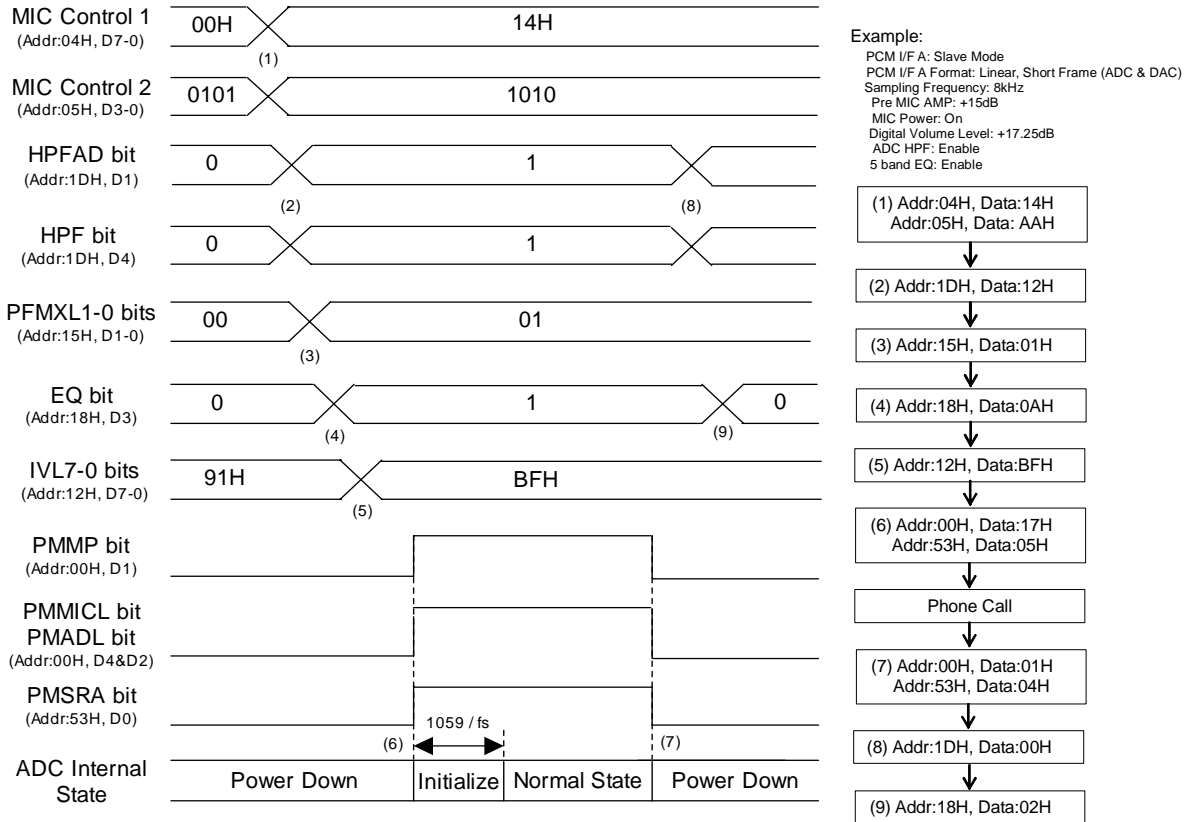 MIC Control 1
(Addr:04H, D7-0)
00H
14H
(1)
MIC Control 2
(Addr:05H, D3-0)
0101
1010
HPFAD bit
(Addr:1DH, D1)
0
1
(2)
(8)
HPF bit
(Addr:1DH, D4)
0
1
PFMXL1-0 bits
(Addr:15H, D1-0)
00
01
(3)
EQ bit
(Addr:18H, D3)
0
1
0
(4)
(9)
IVL7-0 bits
(Addr:12H, D7-0)
91H
BFH
(5)
PMMP bit
(Addr:00H, D1)
PMMICL bit
PMADL bit
(Addr:00H, D4&D2)
PMSRA bit
(Addr:53H, D0)
1059 / fs
(6)
(7)
ADC Internal
State
Power Down
Initialize
Normal State
Power Down
Example:
PCM I/F A: Slave Mode
PCM I/F A Format: Linear, Short Frame (ADC & DAC)
Sampling Frequency: 8kHz
Pre MIC AMP: +15dB
MIC Power: On
Digital Volume Level: +17.25dB
ADC HPF: Enable
5 band EQ: Enable
(1) Addr:04H, Data:14H
Addr:05H, Data: AAH
(2) Addr:1DH, Data:12H
(3) Addr:15H, Data:01H
(4) Addr:18H, Data:0AH
(5) Addr:12H, Data:BFH
(6) Addr:00H, Data:17H
Addr:53H, Data:05H
Phone Call
(7) Addr:00H, Data:01H
Addr:53H, Data:04H
(8) Addr:1DH, Data:00H
(9) Addr:18H, Data:02H